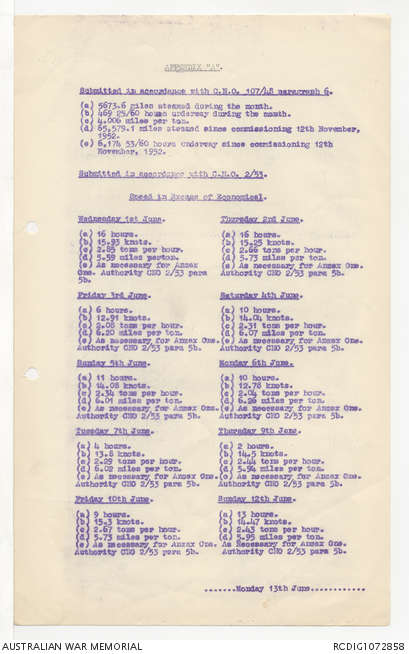 APPENDIX "A".
Submitted in accordance with C.N.O. 107/48 paragraph 6.
(a) 5673.6 miles steamed during the month.
(b) 469 25/60 hours underway during the month.
(c) 4.006 miles per ton.
(d) 65,579.1 miles steamed since commissioning 12th November,
1952.
(e) 6,174 53/60 hours underway since commissioning 12th
November, 1952.
Submitted in accordance with C.N.O. 2/53.
Speed in Excess of Economical.
Wednesday 1st June.
(a) 16 hours.
(b) 15.93 knots.
(c) 2.85 tons per hour.
(d) 5.59 miles perton.
(e) As necessary for Annex
One. Authority CNO 2/53 para
5b.
Thursday 2nd June.
(a) 16 hours.
(b) 15.25 knots.
(c) 2.66 tons per hour.
(d) 5.73 miles per ton.
(e) As necessary for Annex One.
Authority CNO 2/53 para 5b.
Friday 3rd June.
(a) 6 hours.
(b) 12.91 knots.
(c) 2.08 tons per hour.
(d) 6.20 miles per ton.
(e) As necessary for Annex One.
Authority CNO 2/53 para 5b.
Saturday 4th June.
(a) 10 hours.
(b) 14.04 knots.
(c) 2.31 tons per hour.
(d) 6.07 miles per ton.
(e) As necessary for Annex One.
Authority CNO 2/53 para 5b.
Sunday 5th June.
(a) 11 hours.
(b) 14.08 knots.
(c) 2.34 tons per hour.
(d) 6.01 miles per ton.
(e) As necessary for Annex One.
Authority CNO 2/53 para 5b.
Monday 6th June.
(a) 10 hours.
(b) 12.78 knots.
(c) 2.04 tons per hour.
(d) 6.26 miles per ton.
(e) As necessary for Annex One.
Authority CNO 2/53 para 5b.
Tuesday 7th June.
(a) 4 hours.
(b) 13.8 knots.
(c) 2.29 tons per hour.
(d) 6.02 miles per ton.
(e) As necessary for Annex One.
Authority CNO 2/53 para 5b.
Thursday 9th June.
(a) 2 hours.
(b) 14.5 knots.
(c) 2.44 tons per hour.
(d) 5.94 miles per ton.
(e) As necessary for Annex One.
Authority CNO 2/53 para 5b.
Friday 10th June.
(a) 9 hours.
(b) 15.3 knots.
(c) 2.67 tons per hour.
(d) 5.73 miles per ton.
(e) As necessary for Annex One.
Authority CNO 2/53 para 5b.
Sunday 12th June.
(a) 13 hours.
(b) 14.47 knots.
(c) 2.43 tons per hour.
(d) 5.95 miles per ton.
(e) As Necessary for Annex One.
Authority CNO 2/53 para 5b.
.......Monday 13th June............
AUSTRALIAN WAR MEMORIAL
RCDIG1072858